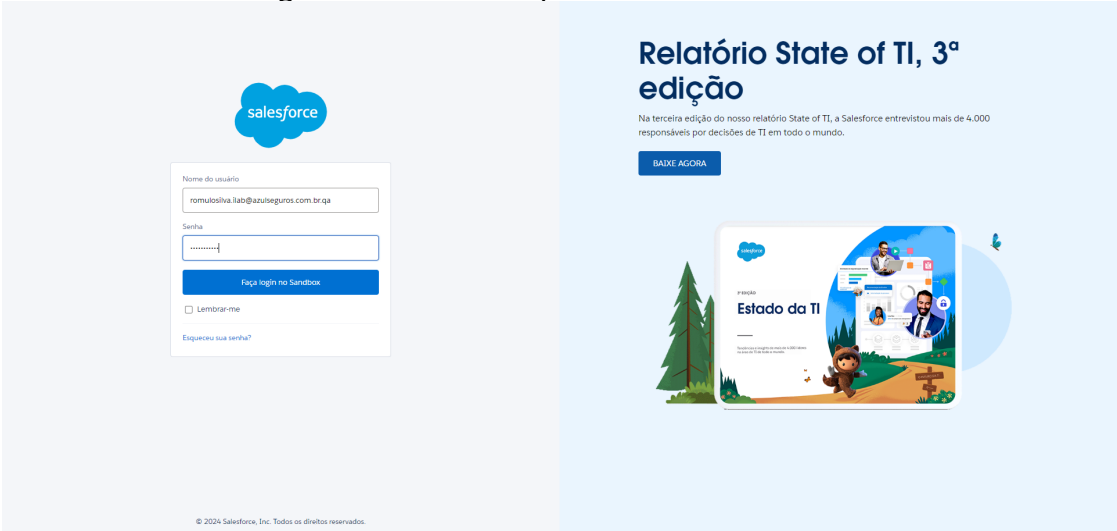 salesforce
Nome do usuário
romulosilva.liab@azulseguros.com.br.qa
Senha
Faça login no Sandbox
Lembrar-me
Esqueceu sua senha?
© 2024 Salesforce, Inc. Todos os direitos reservados.
Relatório State of TI, 3ª
edição
Na terceira edição do nosso relatório State of TI, a Salesforce entrevistou mais de 4.000
responsáveis por decisões de TI em todo o mundo.
BAIXE AGORA
salesforce
3ª EDIÇÃO
Estado da TI